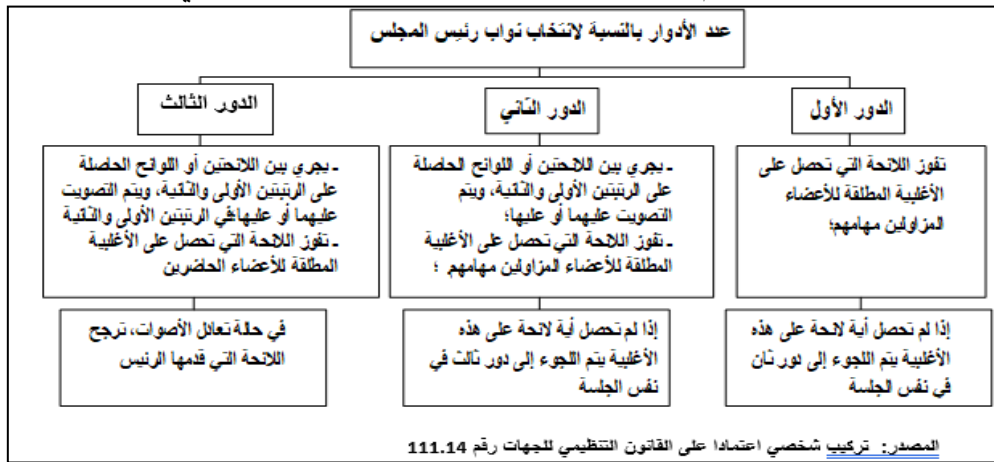 عدد الأدوار بالنسبة لانتخاب نواب رئيس المجلس
الدور الأول
تفوز اللائحة التي تحصل على
الأغلبية المطلقة للأعضاء
المزاولين مهامهم؛
إذا لم تحصل أية لائحة على هذه
الأغلبية يتم اللجوء إلى دور ثان
في نفس الجلسة
الدور الثاني
ـ يجري بين اللائحتين أو اللوائح الحاصلة
على الرتبتين الأولى والثانية، ويتم
التصويت عليهما أو عليها؛
ـ تفوز اللائحة التي تحصل على الأغلبية
المطلقة للأعضاء المزاولين مهامهم ؛
إذا لم تحصل أية لائحة على هذه
الأغلبية يتم اللجوء إلى دور ثالث في
نفس الجلسة
الدور الثالث
ـ يجري بين اللائحتين أو اللوائح الحاصلة
على الرتبتين الأولى والثانية، ويتم التصويت
عليهما أو عليها؛في الرتبتين الأولى والثانية
ـ تفوز اللائحة التي تحصل على الأغلبية
المطلقة للأعضاء الحاضرين
في حالة تعادل الأصوات، ترجح
اللائحة التي قدمها الرئيس
المصدر: تركيب شخصي اعتمادا على القانون التنظيمي للجهات رقم 111.14